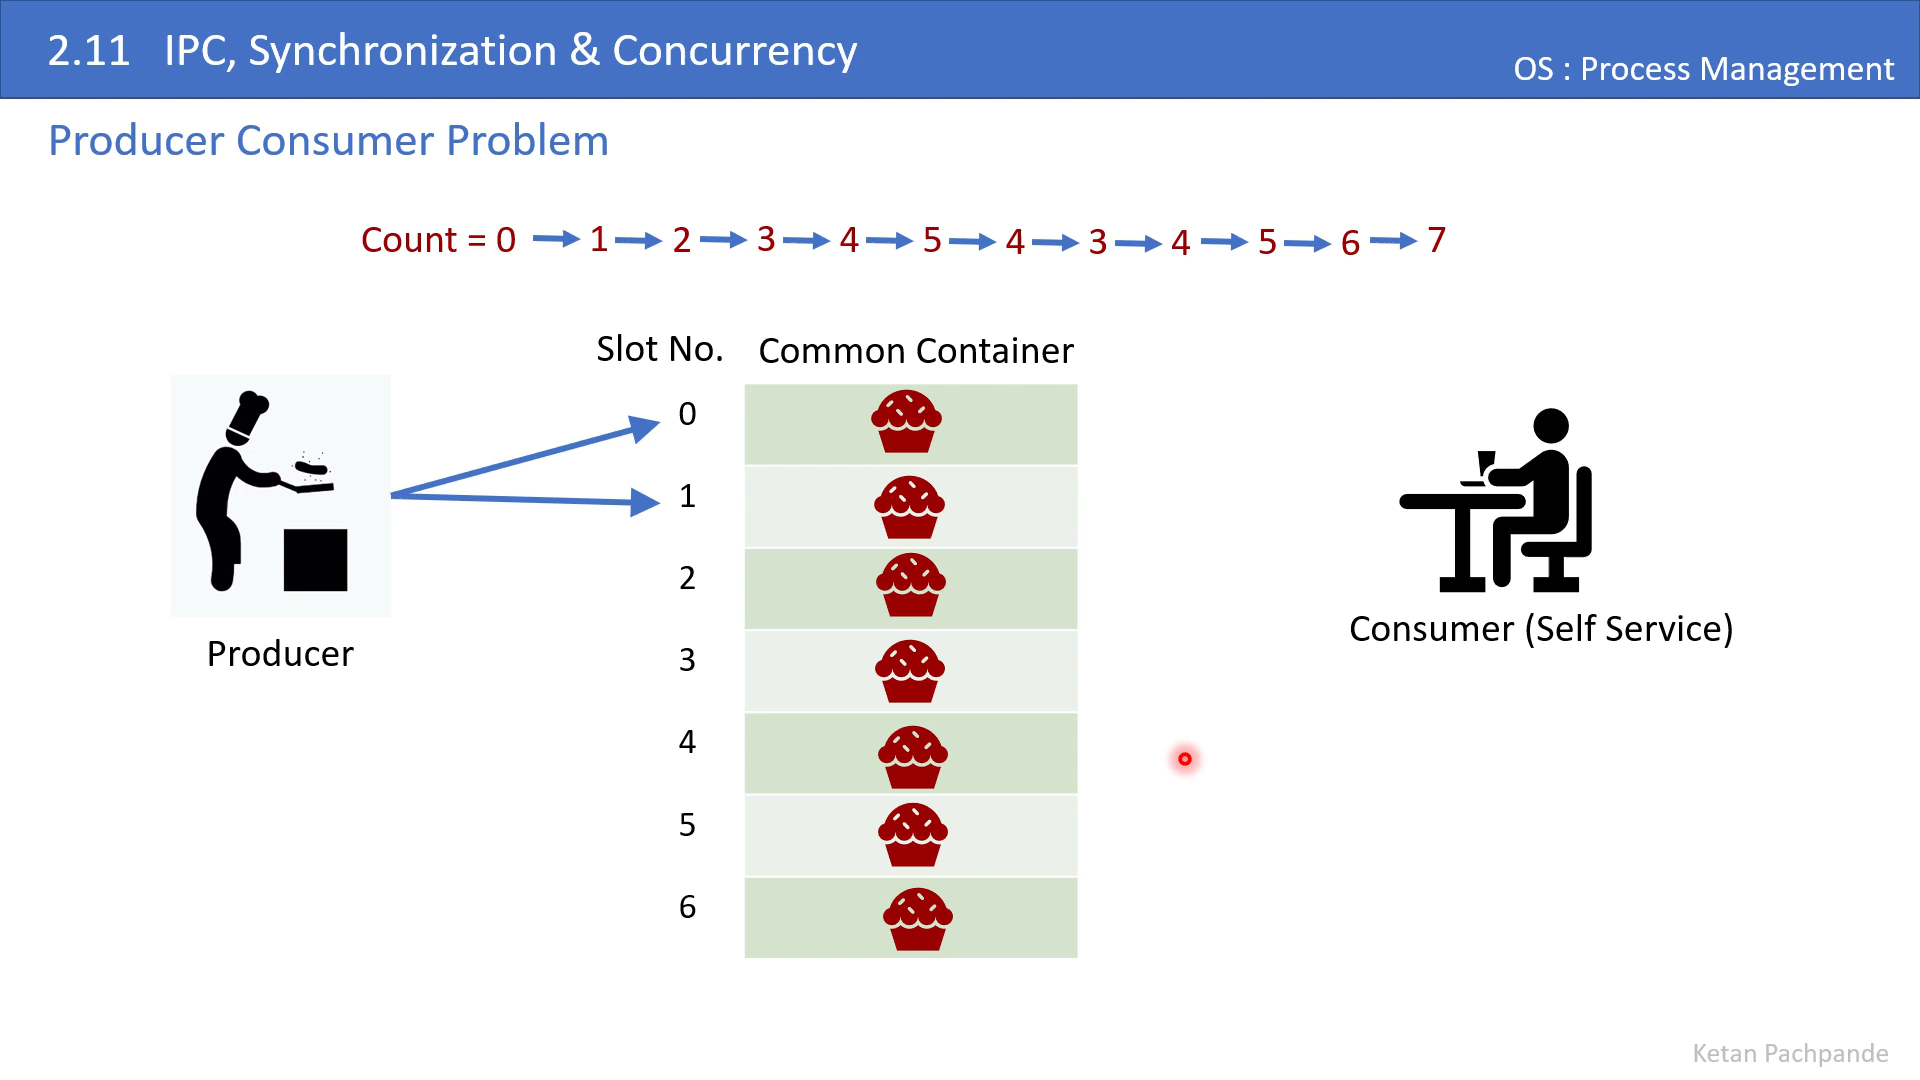 2.11 IPC, Synchronization & Concurrency
OS : Process Management
Producer Consumer Problem
Count = 0 1 2 3 4 5 4 3 4 5 6 7
Slot No. Common Container
0
1
2
3
4
5
6
Producer
Consumer (Self Service)
Ketan Pachpande